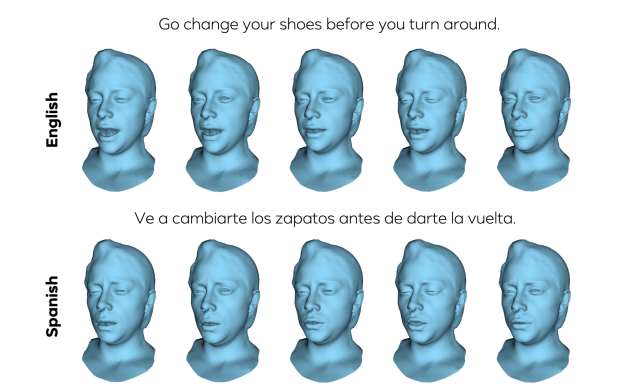 Go change your shoes before you turn around.
English
Ve a cambiarte los zapatos antes de darte la vuelta.
Spanish